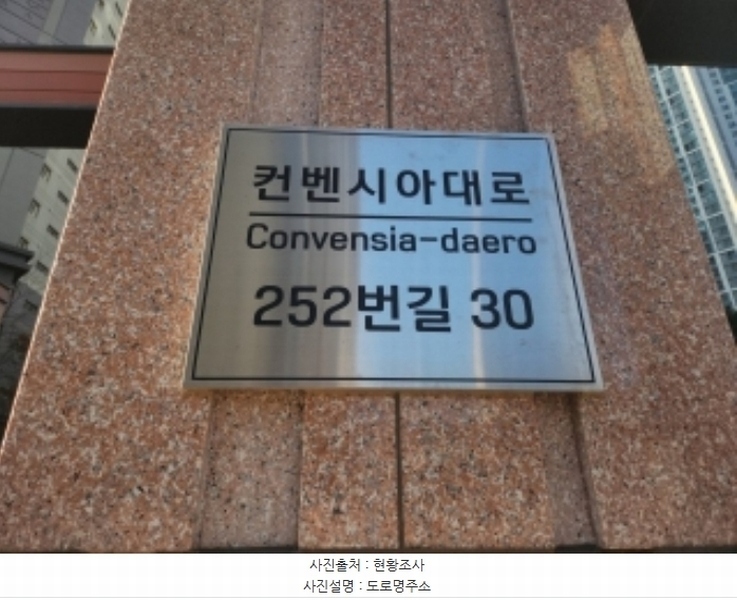 컨벤시아대로
Convensia-daero
252번길 30
사진출처 : 현황조사
사진설명 : 도로명주소